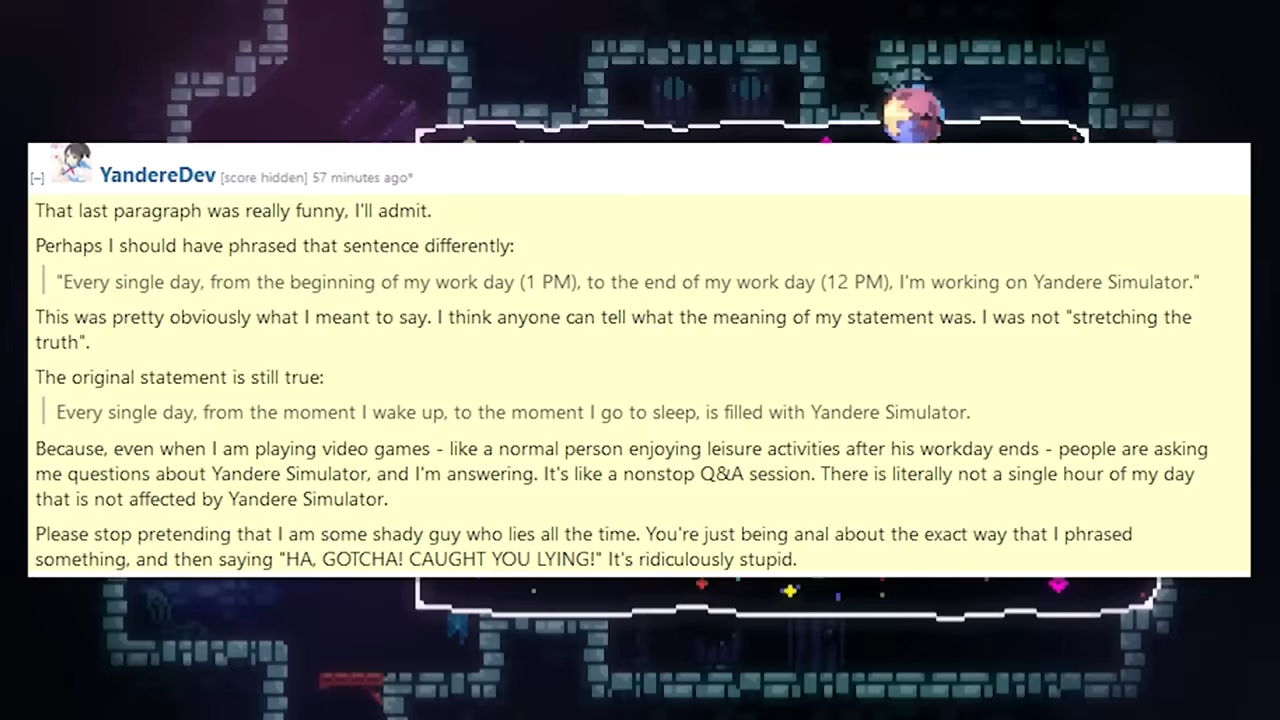 [–] YandereDev [score hidden] 57 minutes ago*
That last paragraph was really funny, I'll admit.
Perhaps I should have phrased that sentence differently:
"Every single day, from the beginning of my work day (1 PM), to the end of my work day (12 PM), I'm working on Yandere Simulator."
This was pretty obviously what I meant to say. I think anyone can tell what the meaning of my statement was. I was not "stretching the
truth".
The original statement is still true:
Every single day, from the moment I wake up, to the moment I go to sleep, is filled with Yandere Simulator.
Because, even when I am playing video games - like a normal person enjoying leisure activities after his workday ends - people are asking
me questions about Yandere Simulator, and I'm answering. It's like a nonstop Q&A session. There is literally not a single hour of my day
that is not affected by Yandere Simulator.
Please stop pretending that I am some shady guy who lies all the time. You're just being anal about the exact way that I phrased
something, and then saying "HA, GOTCHA! CAUGHT YOU LYING!" It's ridiculously stupid.